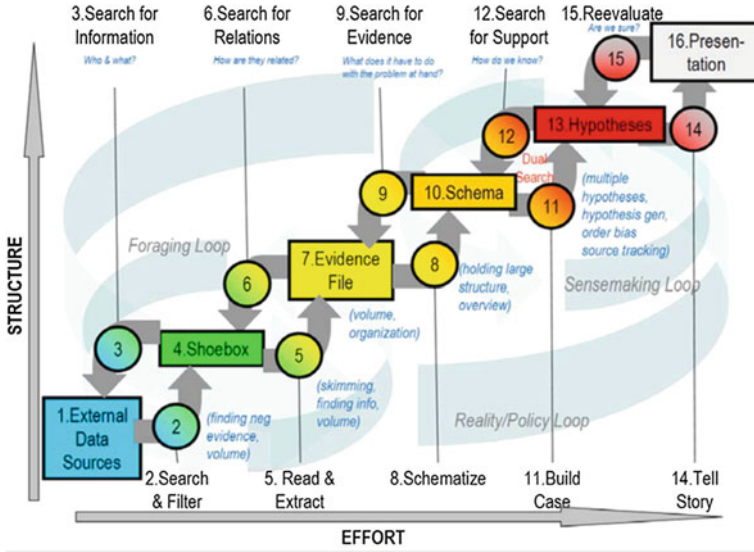 3.Search for
Information
Who & what?
6.Search for
Relations
How are they related?
9.Search for
Evidence
What does it have to do
with the problem at hand?
12.Search
for Support
How do we know?
15.Reevaluate
Are we sure?
16.Presen-
tation
15
14
13.Hypotheses
12
Dual
Search
11
(multiple
hypotheses,
hypothesis gen,
order bias
source tracking)
10.Schema
9
8
(holding large
structure,
overview)
Sensemaking Loop
Foraging Loop
7.Evidence
File
6
(volume,
organization)
STRUCTURE
3
4.Shoebox
5
(skimming,
finding info,
volume)
Reality/Policy Loop
1.External
Data
Sources
2
(finding neg
evidence,
volume)
2.Search
& Filter
5. Read &
Extract
8.Schematize
11.Build
Case
14.Tell
Story
EFFORT